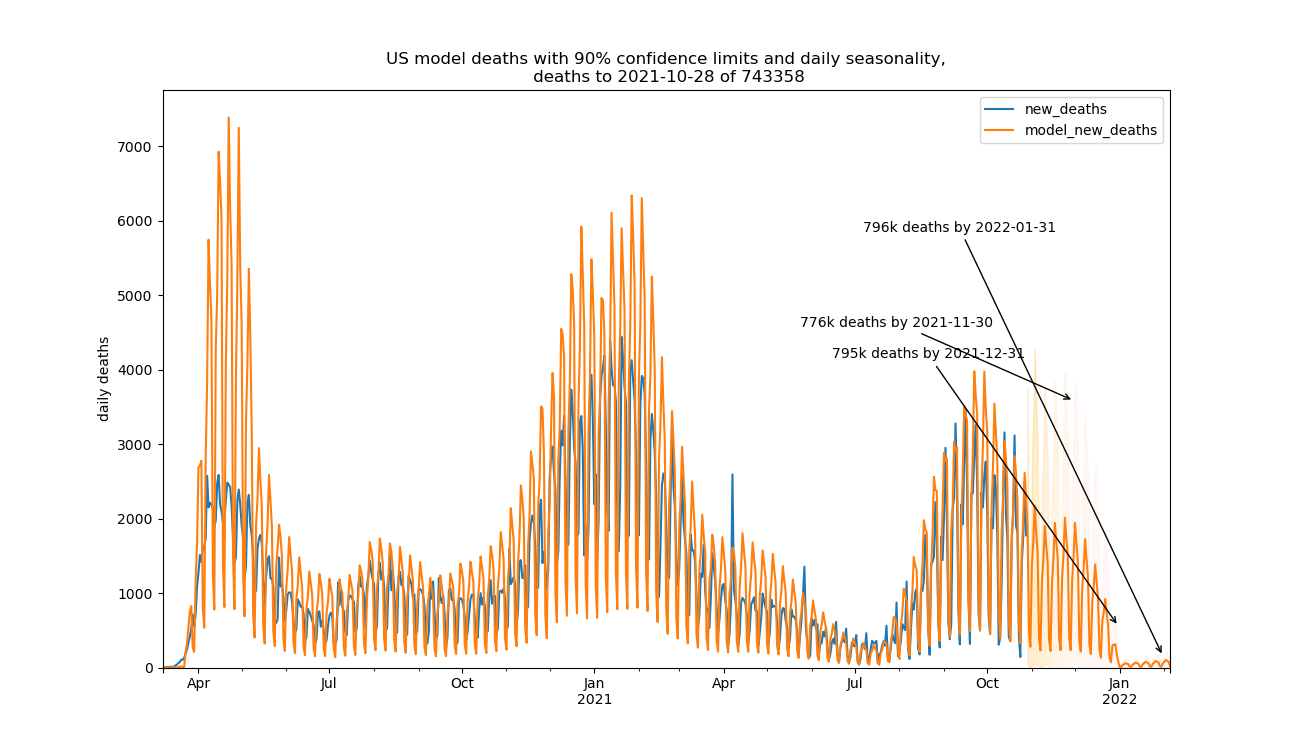 US model deaths with 90% confidence limits and daily seasonality,
deaths to 2021-10-28 of 743358
new_deaths
model_new_deaths
daily deaths
7000
6000
5000
4000
3000
2000
1000
0
796k deaths by 2022-01-31
776k deaths by 2021-11-30
795k deaths by 2021-12-31
Apr Jul Oct Jan Apr Jul Oct Jan
2021 2022